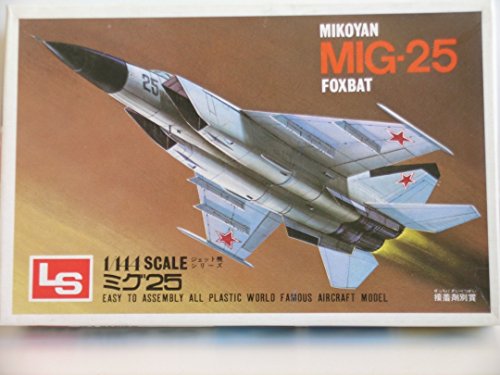 MIKOYAN
MIG-25
FOXBAT
25
LS
1/144 SCALE
ジェット機
シリーズ
ミグ25
EASY TO ASSEMBLY ALL PLASTIC WORLD FAMOUS AIRCRAFT MODEL
接着剤別売